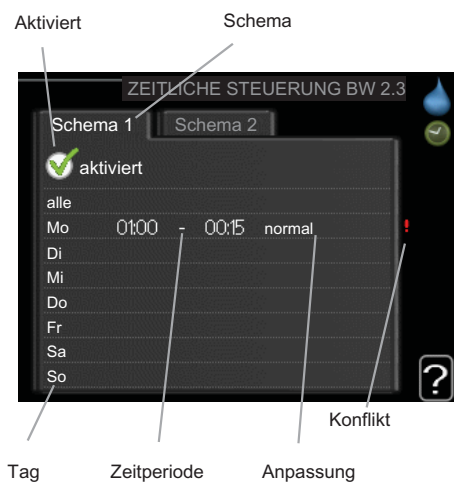 Aktiviert Schema
ZEITLICHE STEUERUNG BW 2.3
Schema 1 Schema 2
aktiviert
alle
Mo 01:00 - 00:15 normal !
Di
Mi
Do
Fr
Sa
So
?
Konflikt
Tag Zeitperiode Anpassung